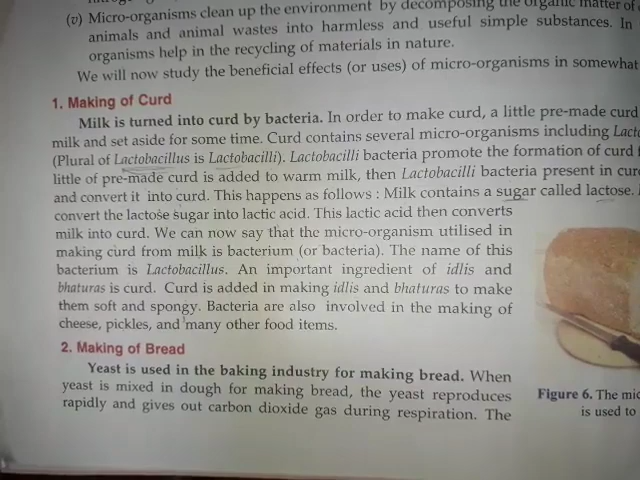 (v) Micro-organisms clean up the environment by decomposing the organic matter of
animals and animal wastes into harmless and useful simple substances. In
organisms help in the recycling of materials in nature.
We will now study the beneficial effects (or uses) of micro-organisms in somewhat
1. Making of Curd
Milk is turned into curd by bacteria. In order to make curd, a little pre-made curd
milk and set aside for some time. Curd contains several micro-organisms including
(Plural of Lactobacillus is Lactobacilli). Lactobacilli bacteria promote the formation of curd
little of pre-made curd is added to warm milk, then Lactobacilli bacteria present in
and convert it into curd. This happens as follows : Milk contains a sugar called lactose.
convert the lactose sugar into lactic acid. This lactic acid then converts
milk into curd. We can now say that the micro-organism utilised in
making curd from milk is bacterium (or bacteria). The name of this
bacterium is Lactobacillus. An important ingredient of idlis and
bhaturas is curd. Curd is added in making idlis and bhaturas to make
them soft and spongy. Bacteria are also involved in the making of
cheese, pickles, and many other food items.
2. Making of Bread
Yeast is used in the baking industry for making bread. When
yeast is mixed in dough for making bread, the yeast reproduces
rapidly and gives out carbon dioxide gas during respiration. The
Figure 6. The
is used to